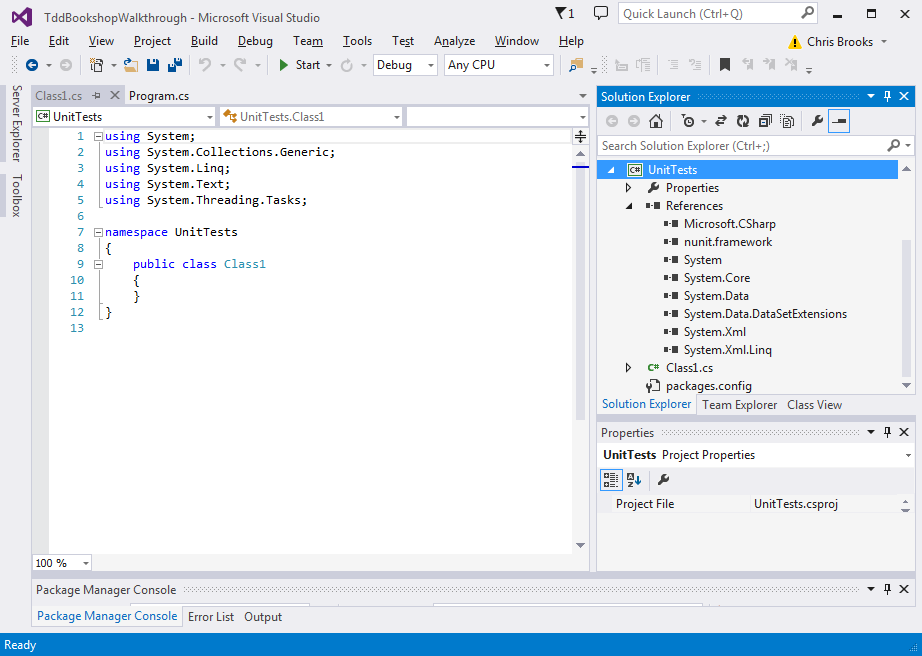 TddBookshopWalkthrough - Microsoft Visual Studio
1
Quick Launch (Ctrl+Q)
File Edit View Project Build Debug Team Tools Test Analyze Window Help
Chris Brooks
Start Debug Any CPU
Server Explorer
Toolbox
Class1.cs Program.cs
C# UnitTests UnitTests.Class1
1 using System;
2 using System.Collections.Generic;
3 using System.Linq;
4 using System.Text;
5 using System.Threading.Tasks;
6
7 namespace UnitTests
8 {
9 public class Class1
10 {
11 }
12 }
13
100 %
Solution Explorer
Search Solution Explorer (Ctrl+;)
C# UnitTests
Properties
References
Microsoft.CSharp
nunit.framework
System
System.Core
System.Data
System.Data.DataSetExtensions
System.Xml
System.Xml.Linq
C# Class1.cs
packages.config
Solution Explorer Team Explorer Class View
Properties
UnitTests Project Properties
Project File UnitTests.csproj
Package Manager Console
Package Manager Console Error List Output
Ready